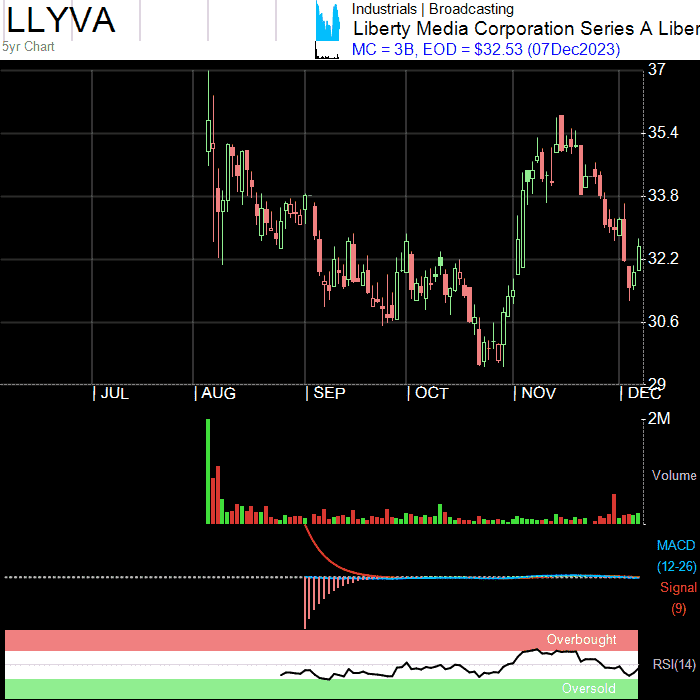 LLYVA
5yr Chart
Industrials | Broadcasting
Liberty Media Corporation Series A Liber
MC = 3B, EOD = $32.53 (07Dec2023)
37
35.4
33.8
32.2
30.6
29
| JUL | AUG | SEP | OCT | NOV | DEC
2M
Volume
MACD
(12-26)
Signal
(9)
Overbought
RSI(14)
Oversold